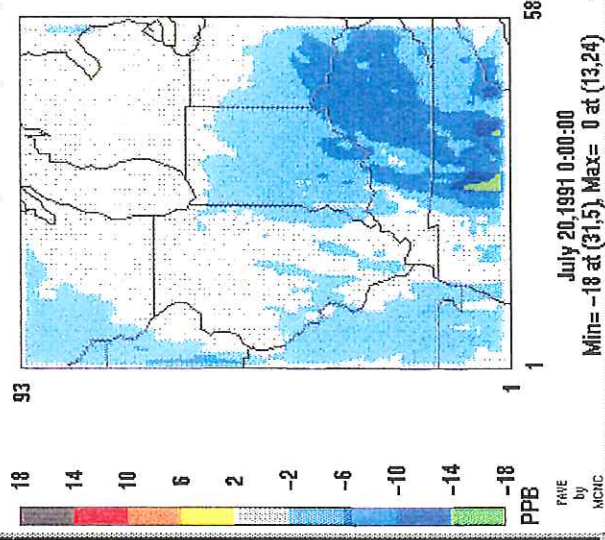 18
14
10
6
2
-2
-6
-10
-14
-18
PPB
PAVE
by
MCNC
93
1
1
58
July 20,1991 0:00:00
Min= -18 at (31,5), Max= 0 at (13,24)